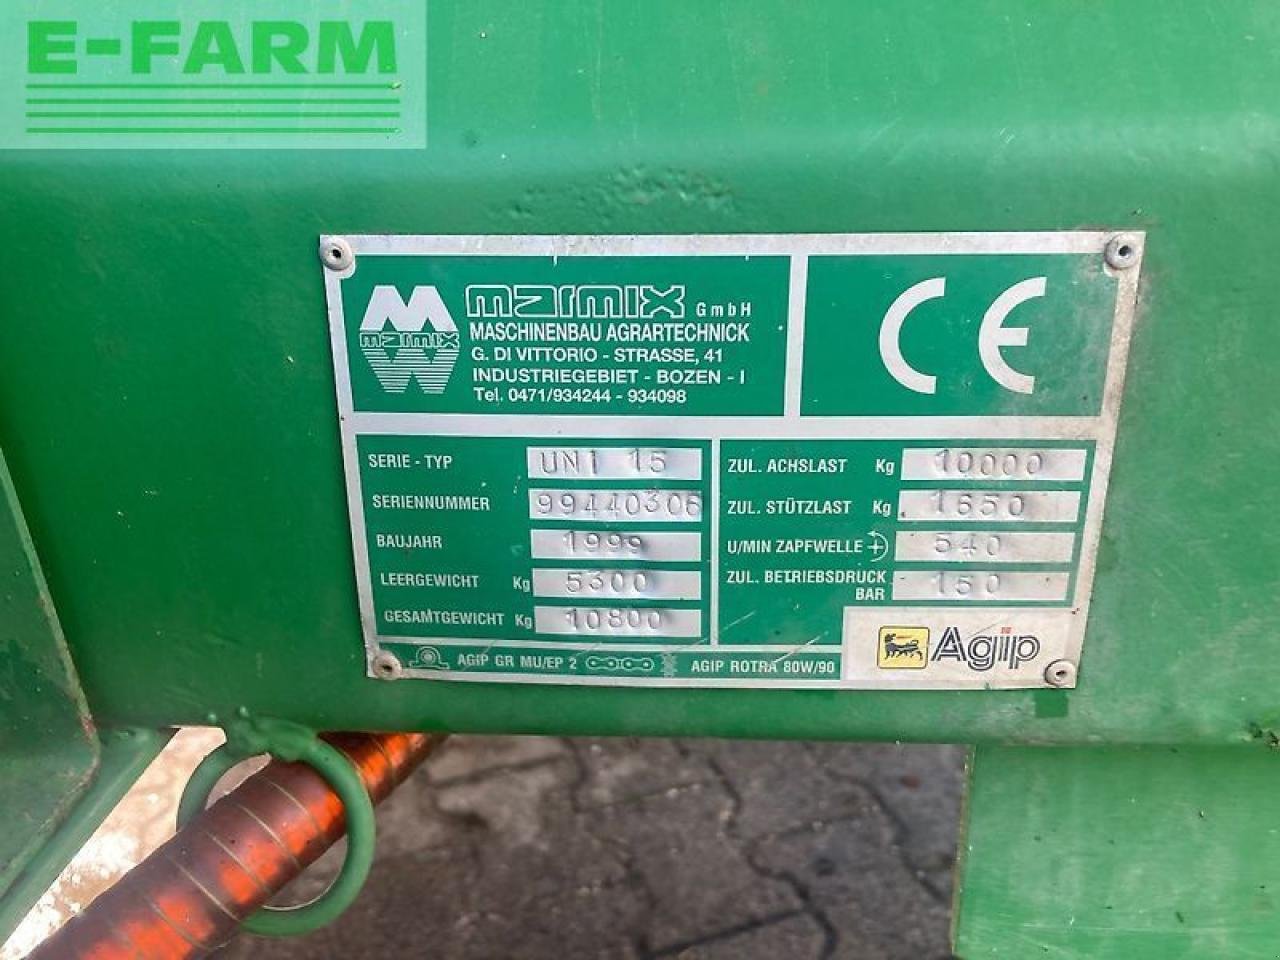 E-FARM
marmix GmbH
marmix
MASCHINENBAU AGRARTECHNICK
G. DI VITTORIO - STRASSE, 41
INDUSTRIEGEBIET - BOZEN - I
Tel. 0471/934244 - 934098
CE
SERIE - TYP UNI 15
SERIENNUMMER 99440306
BAUJAHR 1999
LEERGEWICHT Kg 5300
GESAMTGEWICHT Kg 10800
ZUL. ACHSLAST Kg 10000
ZUL. STÜTZLAST Kg 1650
U/MIN ZAPFWELLE 540
ZUL. BETRIEBSDRUCK BAR 150
AGIP GR MU/EP 2 AGIP ROTRA 80W/90
Agip